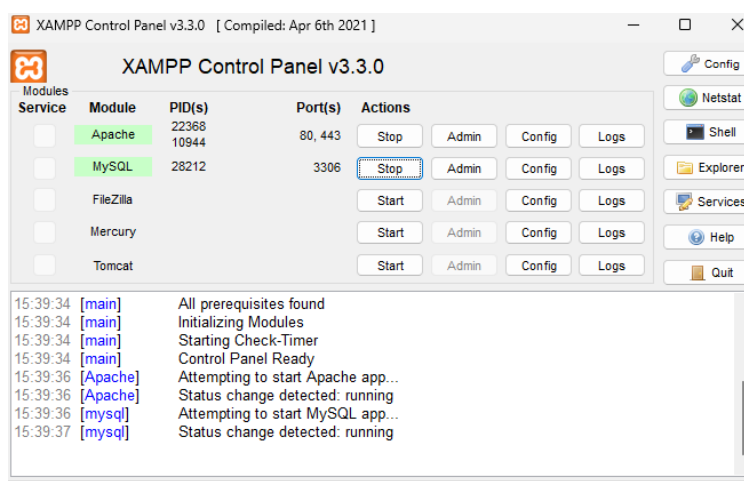 XAMPP Control Panel v3.3.0 [ Compiled: Apr 6th 2021 ]
XAMPP Control Panel v3.3.0
Config
Modules
Service Module PID(s) Port(s) Actions
Netstat
Apache 22368 10944 80, 443 Stop Admin Config Logs
Shell
MySQL 28212 3306 Stop Admin Config Logs
Explorer
FileZilla Start Admin Config Logs
Services
Mercury Start Admin Config Logs
Help
Tomcat Start Admin Config Logs
Quit
15:39:34 [main] All prerequisites found
15:39:34 [main] Initializing Modules
15:39:34 [main] Starting Check-Timer
15:39:34 [main] Control Panel Ready
15:39:36 [Apache] Attempting to start Apache app...
15:39:36 [Apache] Status change detected: running
15:39:36 [mysql] Attempting to start MySQL app...
15:39:37 [mysql] Status change detected: running